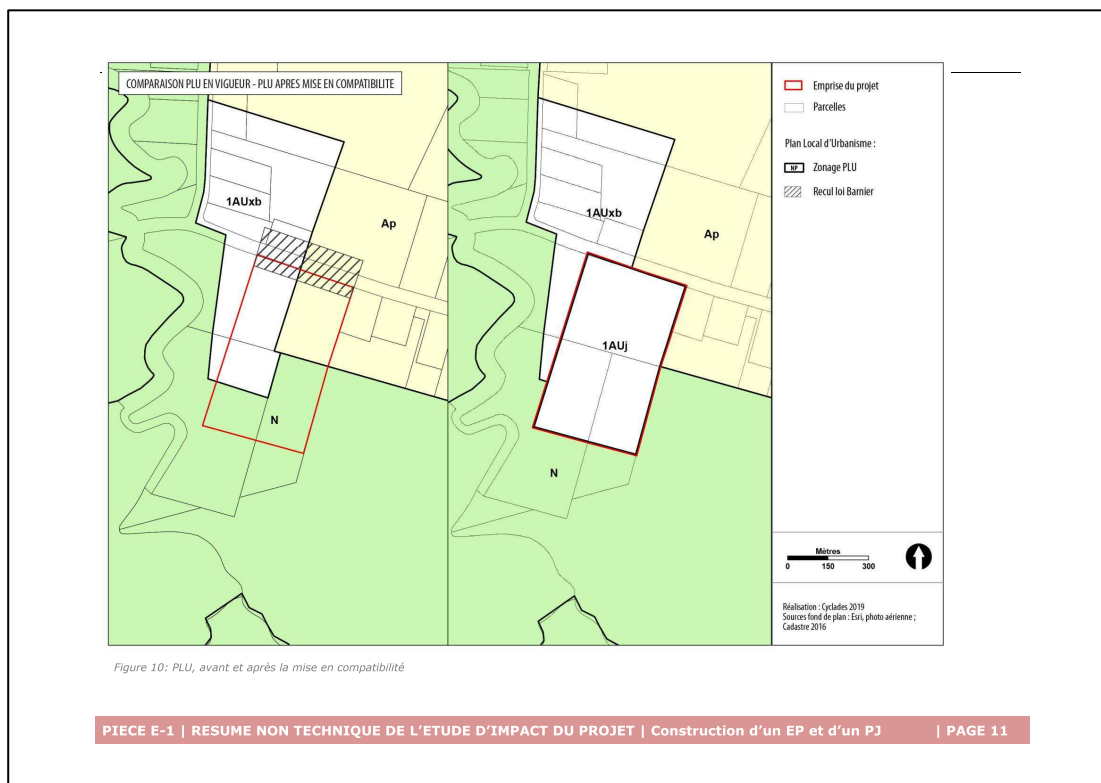 COMPARAISON PLU EN VIGUEUR - PLU APRES MISE EN COMPATIBILITE
1AUxb
Ap
N
1AUxb
Ap
1AUj
N
Emprise du projet
Parcelles
Plan Local d'Urbanisme :
NP Zonage PLU
Recul loi Barnier
Mètres
0 150 300
Réalisation : Cyclades 2019
Sources fond de plan : Esri, photo aérienne ;
Cadastre 2016
Figure 10: PLU, avant et après la mise en compatibilité
PIECE E-1 | RESUME NON TECHNIQUE DE L'ETUDE D'IMPACT DU PROJET | Construction d'un EP et d'un PJ | PAGE 11